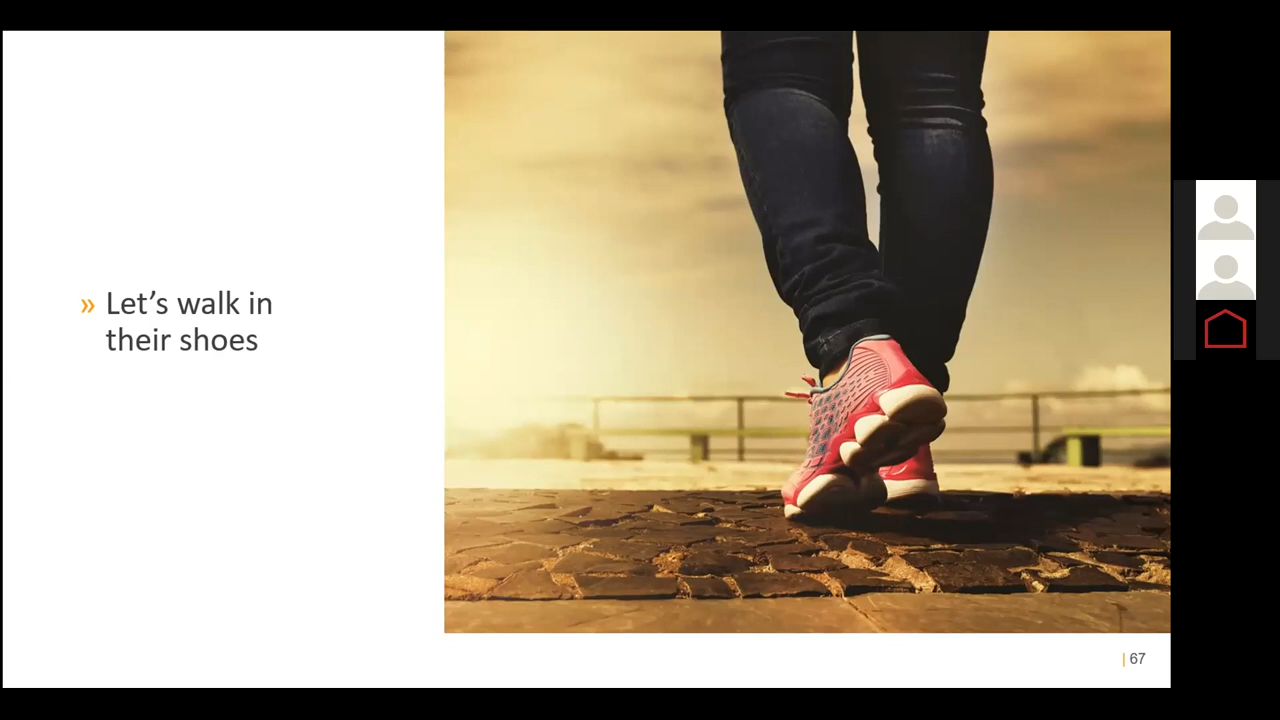 » Let’s walk in
their shoes
| 67